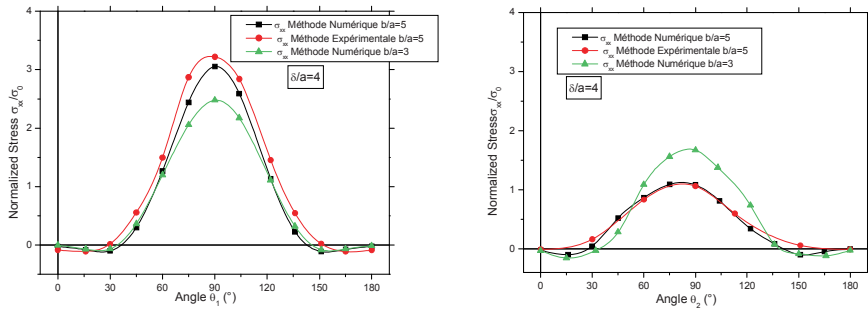 σxx Méthode Numérique b/a=5
σxx Méthode Expérimentale b/a=5
σxx Méthode Numérique b/a=3
δ/a=4
Normalized Stress σxx/σ0
4
3
2
1
0
0 30 60 90 120 150 180
Angle θ1 (°)
σxx Méthode Numérique b/a=5
σxx Méthode Expérimentale b/a=5
σxx Méthode Numérique b/a=3
δ/a=4
Normalized Stressσxx/σ0
4
3
2
1
0
0 30 60 90 120 150 180
Angle θ2 (°)